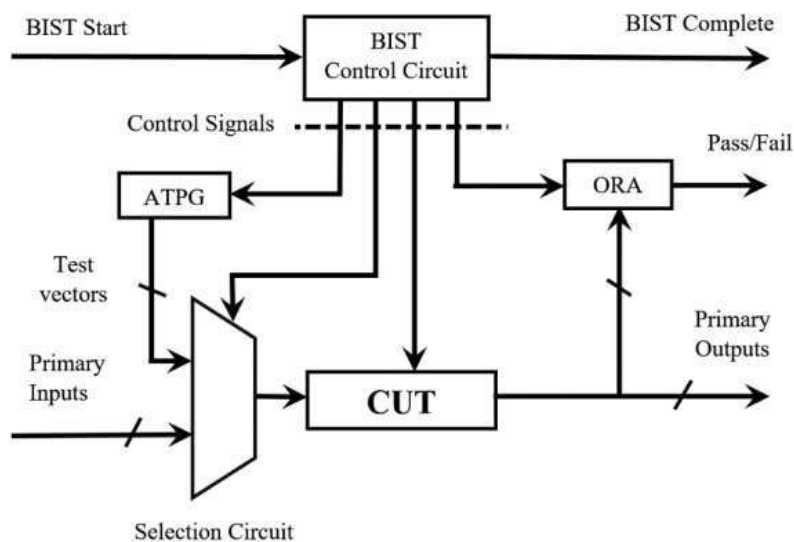 BIST Start
BIST
Control Circuit
BIST Complete
Control Signals
Pass/Fail
ATPG
ORA
Test
vectors
Primary
Inputs
Primary
Outputs
CUT
Selection Circuit